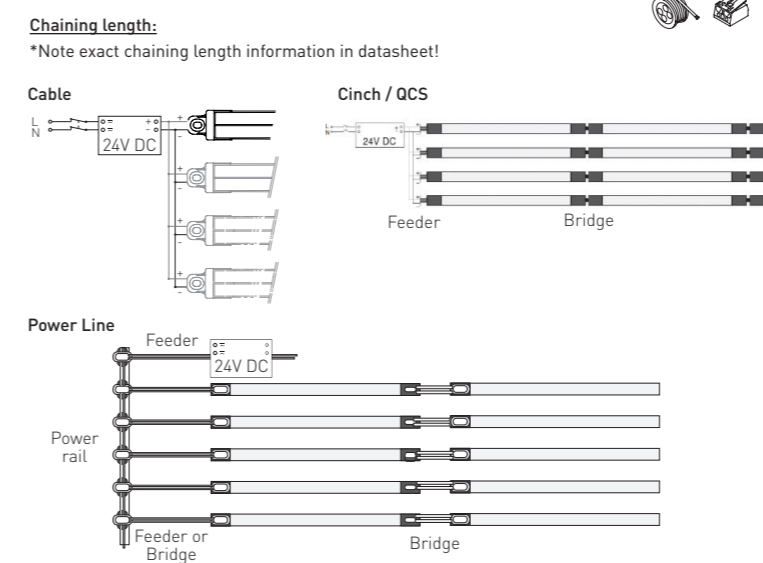 Chaining length:
*Note exact chaining length information in datasheet!
Cable
L
N
+
-
24V DC
+
-
+
-
+
-
+
-
Cinch / QCS
L
N
24V DC
Feeder
Bridge
Power Line
Feeder
24V DC
Power
rail
Feeder or
Bridge
Bridge